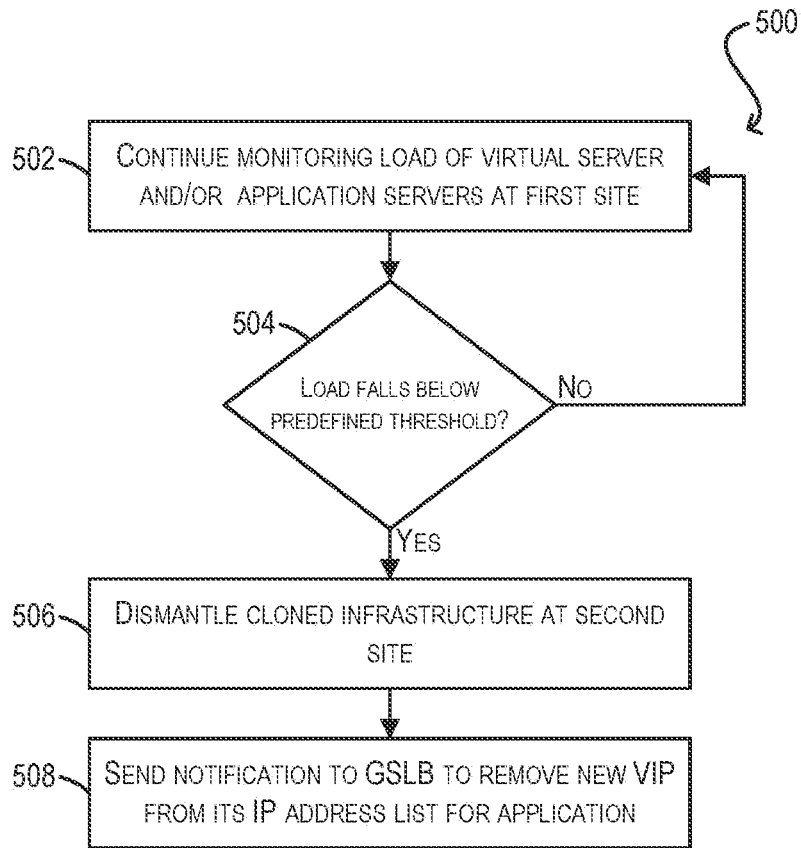 500
502
CONTINUE MONITORING LOAD OF VIRTUAL SERVER
AND/OR APPLICATION SERVERS AT FIRST SITE
504
LOAD FALLS BELOW
PREDEFINED THRESHOLD?
NO
YES
506
DISMANTLE CLONED INFRASTRUCTURE AT SECOND
SITE
508
SEND NOTIFICATION TO GSLB TO REMOVE NEW VIP
FROM ITS IP ADDRESS LIST FOR APPLICATION